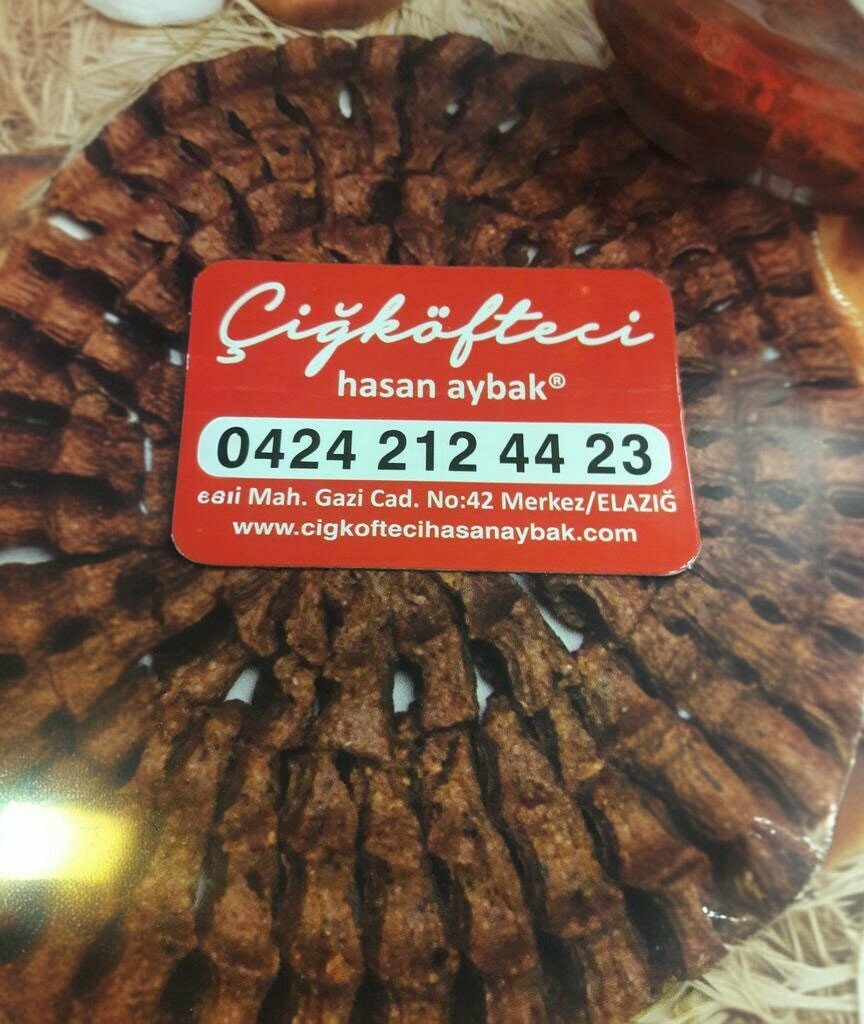 Çiğköfteci
hasan aybak®
0424 212 44 23
Mah. Gazi Cad. No:42 Merkez/ELAZIĞ
www.cigkoftecihasanaybak.com